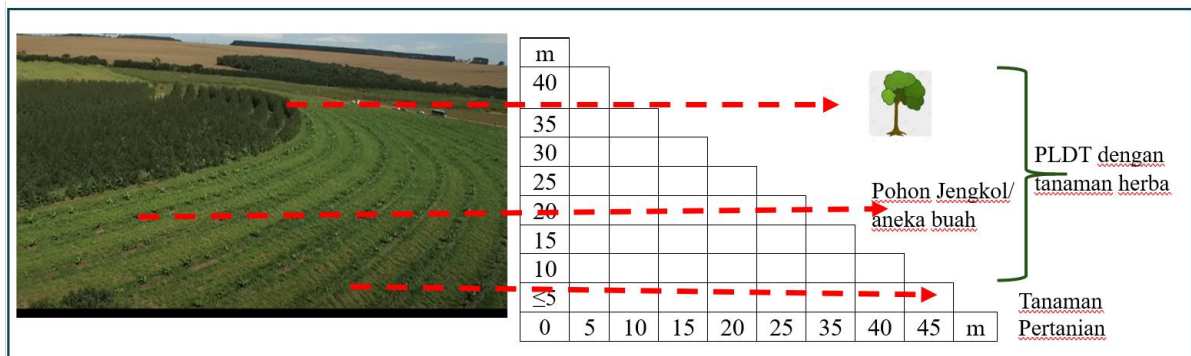 m
40
35
30
25
20
15
10
≤5
0 5 10 15 20 25 35 40 45 m
Pohon Jengkol/
aneka buah
PLDT dengan
tanaman herba
Tanaman
Pertanian